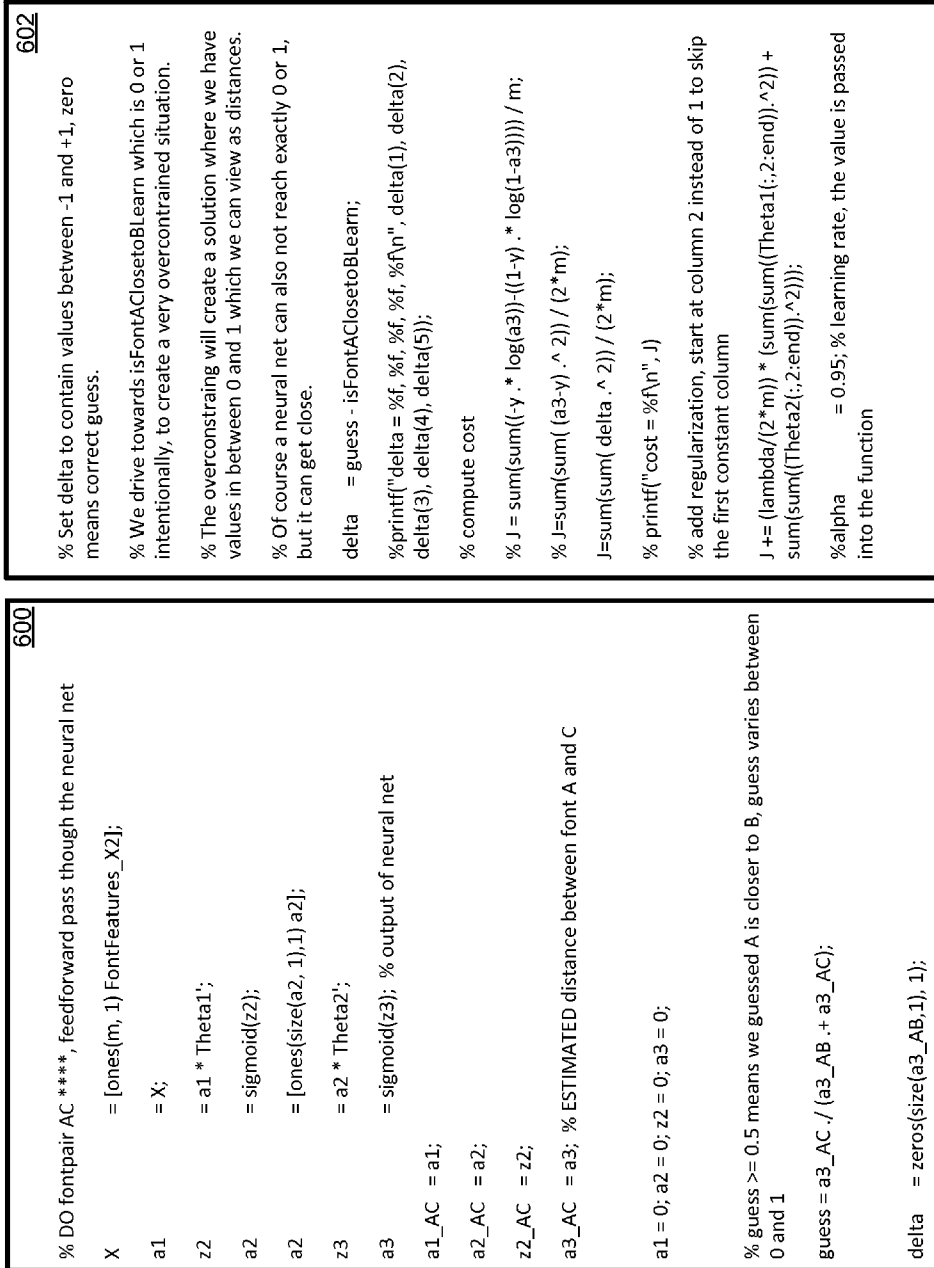 600
% DO fontpair AC ****, feedforward pass though the neural net
X = [ones(m, 1) FontFeatures_X2];
a1 = X;
z2 = a1 * Theta1';
a2 = sigmoid(z2);
a2 = [ones(size(a2, 1),1) a2];
z3 = a2 * Theta2';
a3 = sigmoid(z3); % output of neural net
a1_AC = a1;
a2_AC = a2;
z2_AC = z2;
a3_AC = a3; % ESTIMATED distance between font A and C
a1 = 0; a2 = 0; z2 = 0; a3 = 0;
% guess >= 0.5 means we guessed A is closer to B, guess varies between
0 and 1
guess = a3_AC ./ (a3_AB .+ a3_AC);
delta = zeros(size(a3_AB,1), 1);
602
% Set delta to contain values between -1 and +1, zero
means correct guess.
% We drive towards isFontAClosetoBLearn which is 0 or 1
intentionally, to create a very overcontrained situation.
% The overconstraing will create a solution where we have
values in between 0 and 1 which we can view as distances.
% Of course a neural net can also not reach exactly 0 or 1,
but it can get close.
delta = guess - isFontAClosetoBLearn;
%printf("delta = %f, %f, %f, %f, %f\n", delta(1), delta(2),
delta(3), delta(4), delta(5));
% compute cost
% J = sum(sum((-y .* log(a3))-((1-y) .* log(1-a3)))) / m;
% J=sum(sum( (a3-y) .^ 2)) / (2*m);
J=sum(sum( delta .^ 2)) / (2*m);
% printf("cost = %f\n", J)
% add regularization, start at column 2 instead of 1 to skip
the first constant column
J += (lambda/(2*m)) * (sum(sum((Theta1(:,2:end)).^2)) +
sum(sum((Theta2(:,2:end)).^2)));
%alpha = 0.95; % learning rate, the value is passed
into the function